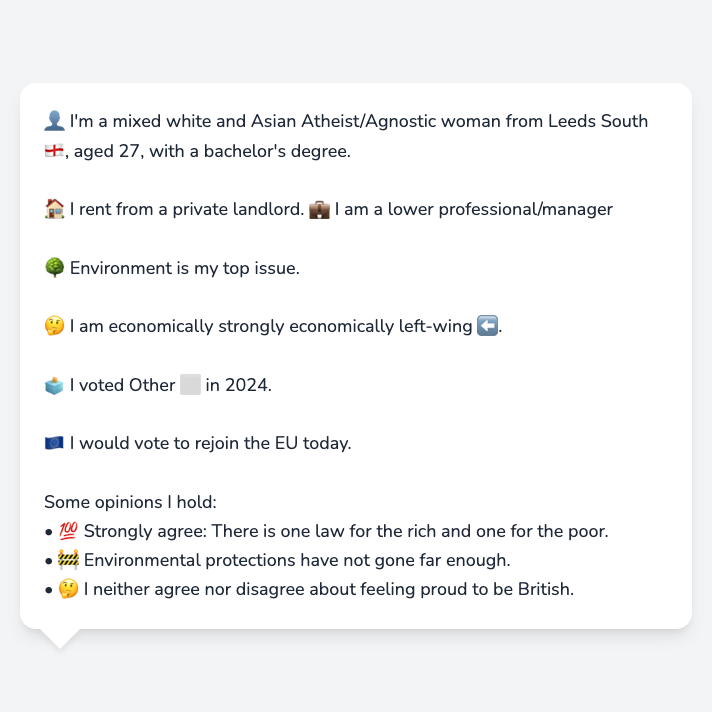 👤 I'm a mixed white and Asian Atheist/Agnostic woman from Leeds South
🏴󠁧󠁢󠁥󠁮󠁧󠁿, aged 27, with a bachelor's degree.
🏠 I rent from a private landlord. 💼 I am a lower professional/manager
🌳 Environment is my top issue.
🤔 I am economically strongly economically left-wing ⬅️.
🗳️ I voted Other ⬜ in 2024.
🇪🇺 I would vote to rejoin the EU today.
Some opinions I hold:
• 💯 Strongly agree: There is one law for the rich and one for the poor.
• 🚧 Environmental protections have not gone far enough.
• 🤔 I neither agree nor disagree about feeling proud to be British.